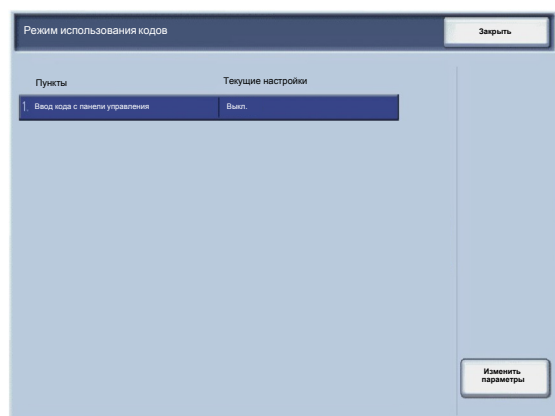 Режим использования кодов
Закрыть
Пункты
Текущие настройки
1. Ввод кода с панели управления
Выкл.
Изменить
параметры